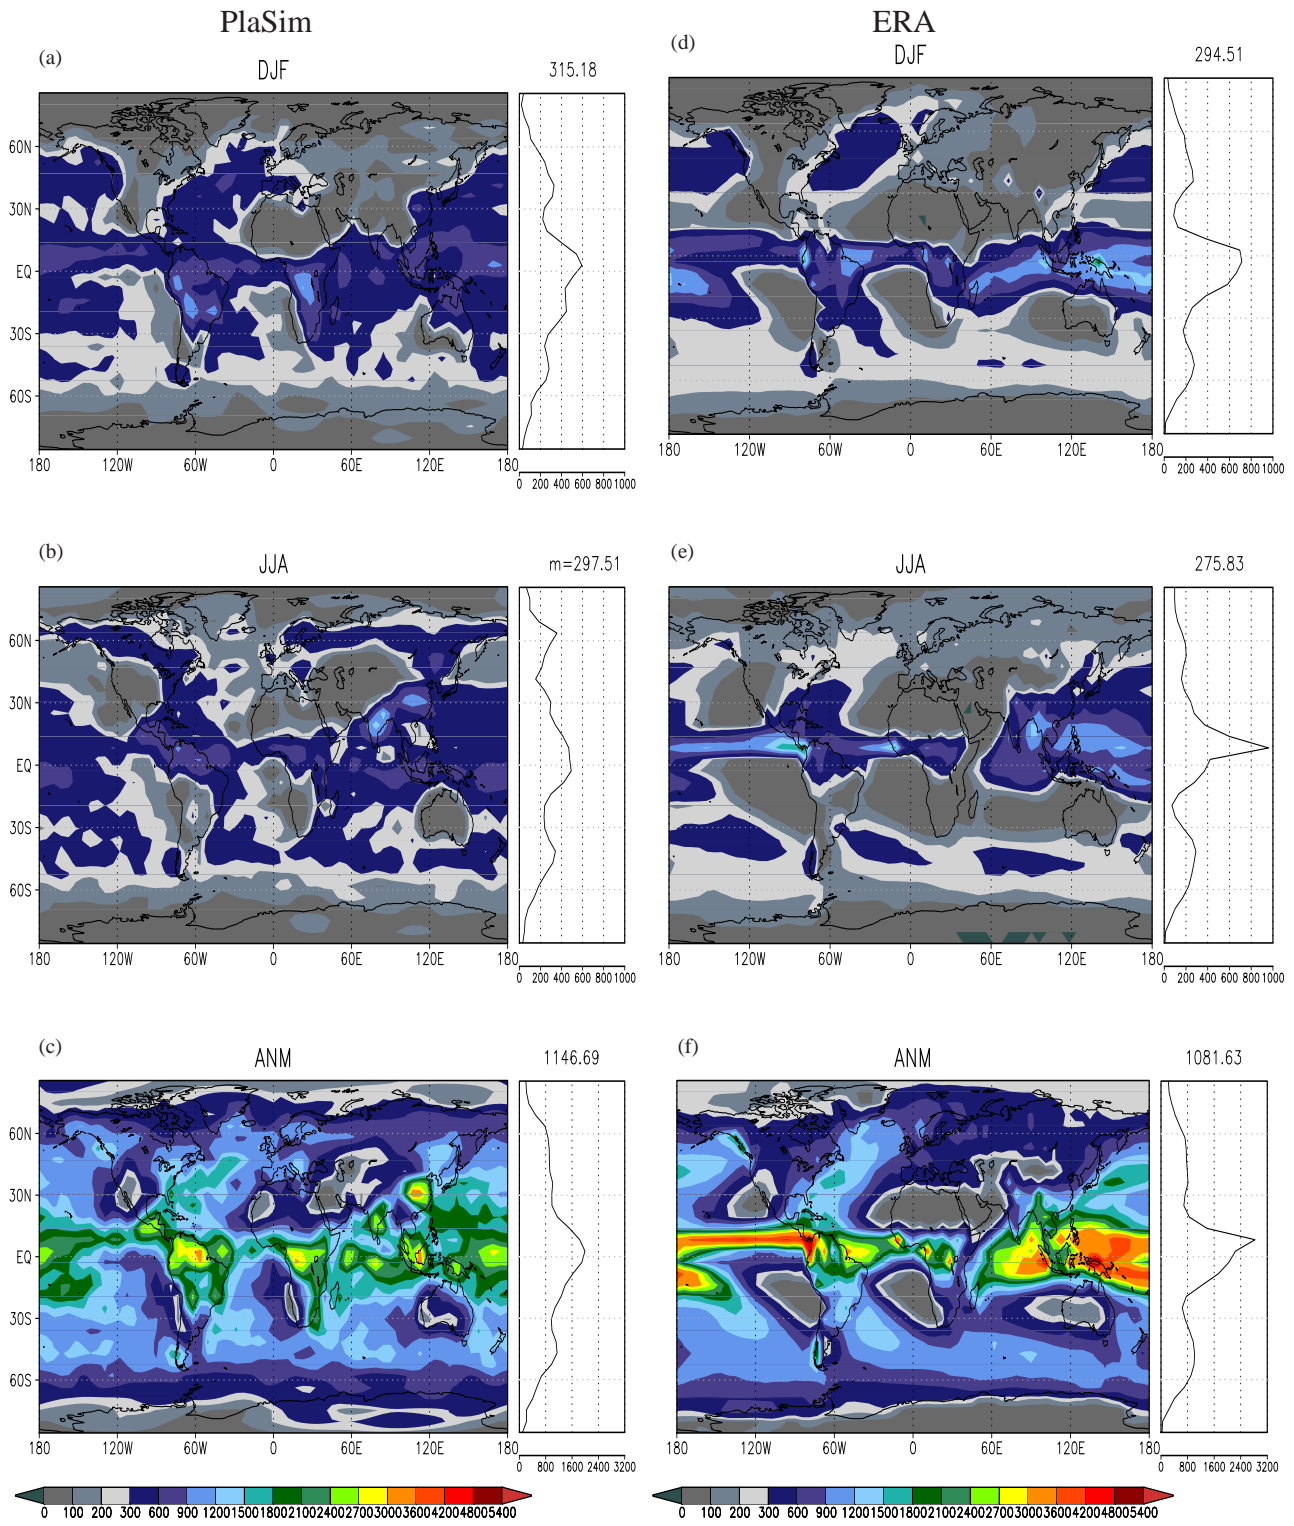 PlaSim
ERA
(a)
DJF
315.18
60N
30N
EQ
30S
60S
180 120W 60W 0 60E 120E 180
0 200 400 600 800 1000
(d)
DJF
294.51
180 120W 60W 0 60E 120E 180
0 200 400 600 800 1000
(b)
JJA
m=297.51
60N
30N
EQ
30S
60S
180 120W 60W 0 60E 120E 180
0 200 400 600 800 1000
(e)
JJA
275.83
180 120W 60W 0 60E 120E 180
0 200 400 600 800 1000
(c)
ANM
1146.69
60N
30N
EQ
30S
60S
180 120W 60W 0 60E 120E 180
0 800 1600 2400 3200
(f)
ANM
1081.63
180 120W 60W 0 60E 120E 180
0 800 1600 2400 3200
0 100 200 300 600 900 1200 1500 1800 2100 2400 2700 3000 3600 4200 4800 5400
0 100 200 300 600 900 1200 1500 1800 2100 2400 2700 3000 3600 4200 4800 5400